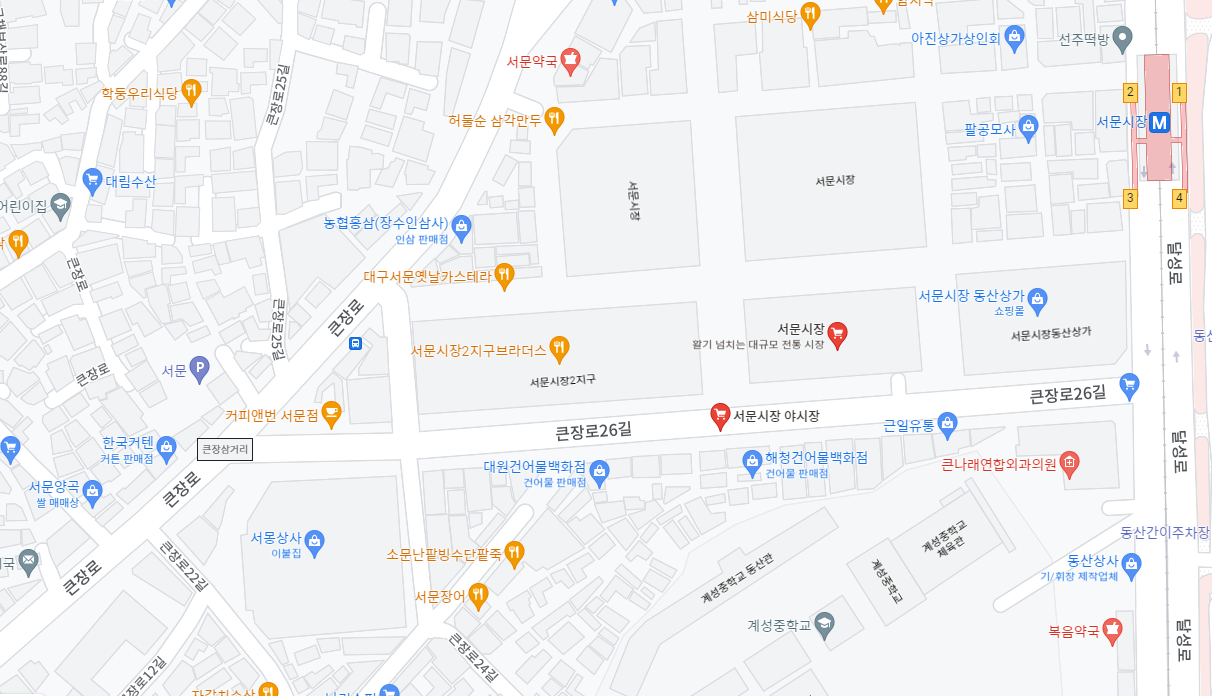 삼미식당
서문약국
아진상가상인회
선주떡방
학둥우리식당
큰장로25길
허둘순 삼각만두
2
1
서문시장
M
팔공모사
대림수산
어린이집
서문시장
서문시장
3
4
농협홍삼(장수인삼사)
인삼 판매점
달성로
큰장로
대구서문옛날카스테라
큰장로
서문시장 동산상가
쇼핑몰
큰장로25길
서문시장
활기 넘치는 대규모 전통 시장
서문시장동산상가
서문시장2지구브라더스
서문
P
큰장로
서문시장2지구
큰장로26길
커피앤번 서문점
서문시장 야시장
근일유통
큰장로26길
한국커텐
커튼 판매점
큰장삼거리
달성로
대원건어물백화점
건어물 판매점
해청건어물백화점
건어물 판매점
큰나래연합외과의원
서문양곡
쌀 매매상
큰장로
서몽상사
이불집
계성중학교
체육관
동산간이주차장
소문난팥빙수단팥죽
큰장로
큰장로22길
계성중학교 동산관
계성중학교
동산상사
기/휘장 제작업체
서문장어
계성중학교
복음약국
달성로
큰장로24길
큰장로12길